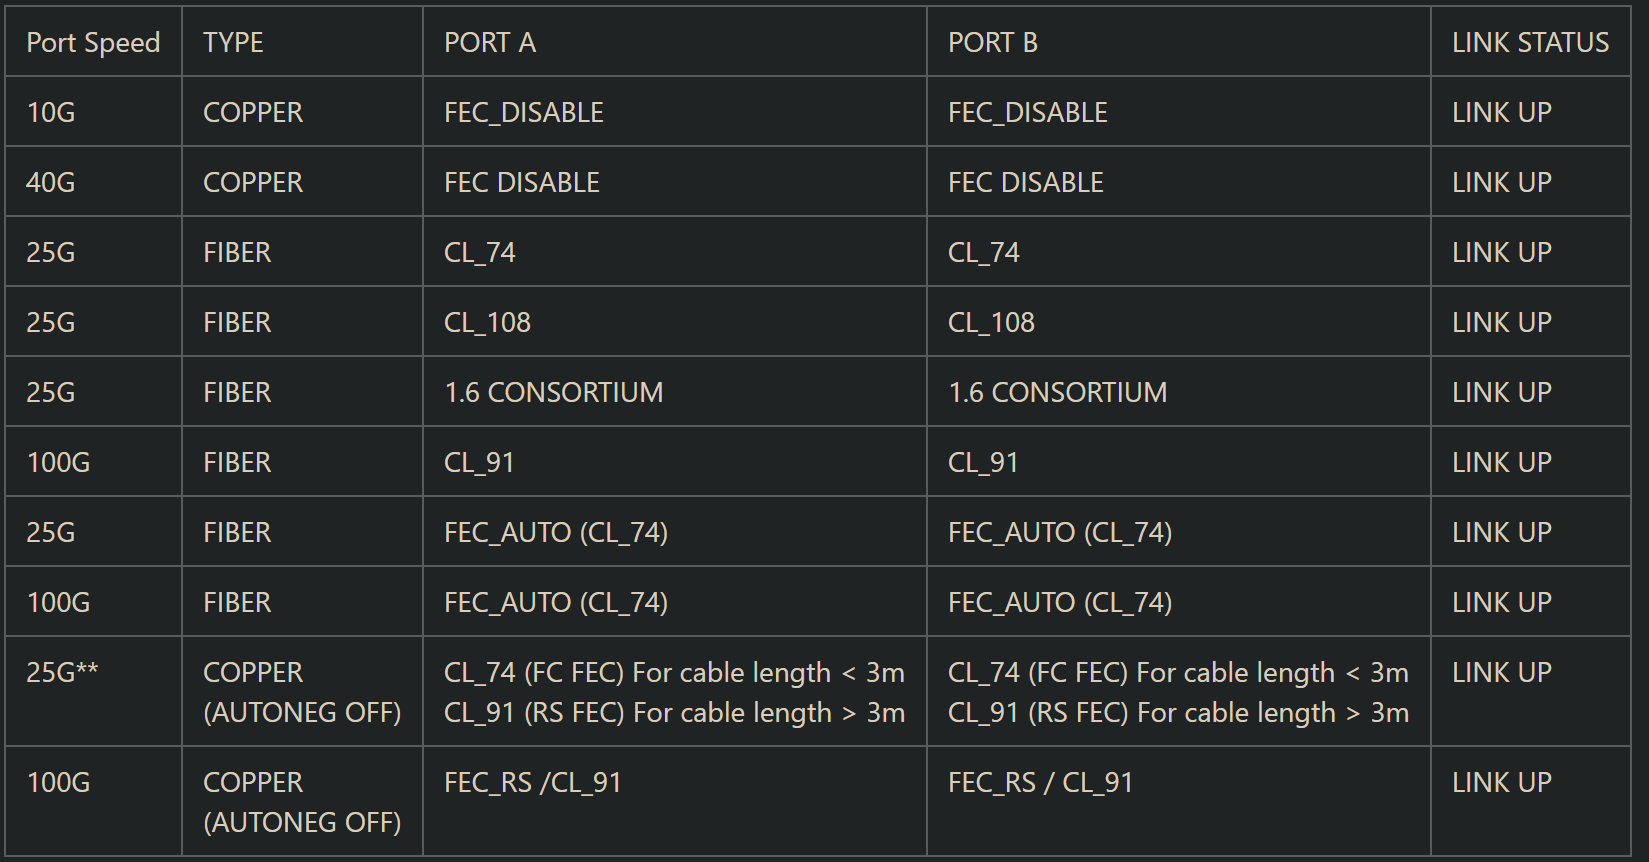 Port Speed TYPE PORT A PORT B LINK STATUS
10G COPPER FEC_DISABLE FEC_DISABLE LINK UP
40G COPPER FEC DISABLE FEC DISABLE LINK UP
25G FIBER CL_74 CL_74 LINK UP
25G FIBER CL_108 CL_108 LINK UP
25G FIBER 1.6 CONSORTIUM 1.6 CONSORTIUM LINK UP
100G FIBER CL_91 CL_91 LINK UP
25G FIBER FEC_AUTO (CL_74) FEC_AUTO (CL_74) LINK UP
100G FIBER FEC_AUTO (CL_74) FEC_AUTO (CL_74) LINK UP
25G** COPPER CL_74 (FC FEC) For cable length < 3m CL_74 (FC FEC) For cable length < 3m LINK UP
(AUTONEG OFF) CL_91 (RS FEC) For cable length > 3m CL_91 (RS FEC) For cable length > 3m
100G COPPER FEC_RS /CL_91 FEC_RS / CL_91 LINK UP
(AUTONEG OFF)